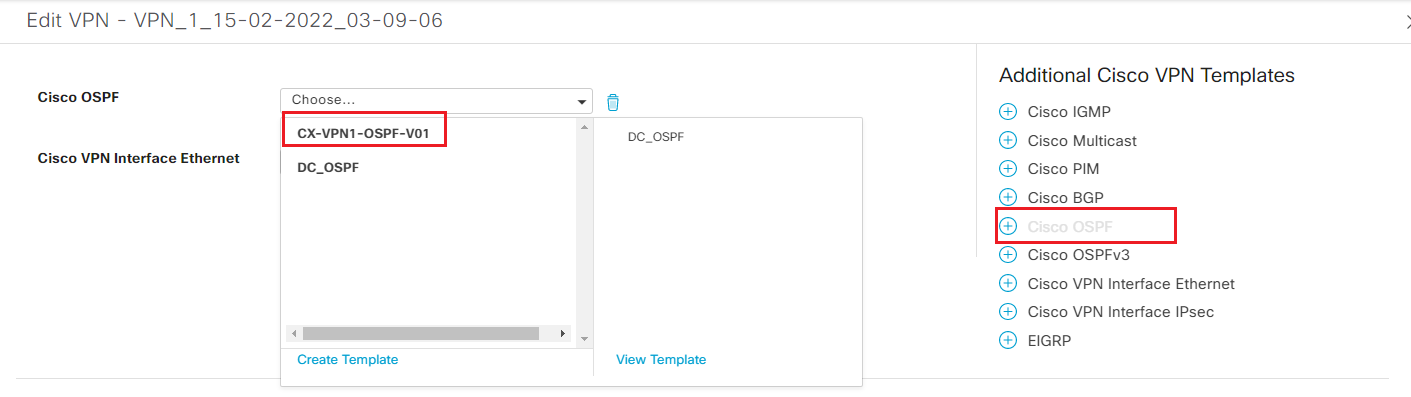 Edit VPN - VPN_1_15-02-2022_03-09-06
Cisco OSPF
Choose...
CX-VPN1-OSPF-V01
DC_OSPF
Cisco VPN Interface Ethernet
DC_OSPF
Create Template
View Template
Additional Cisco VPN Templates
Cisco IGMP
Cisco Multicast
Cisco PIM
Cisco BGP
Cisco OSPF
Cisco OSPFv3
Cisco VPN Interface Ethernet
Cisco VPN Interface IPsec
EIGRP